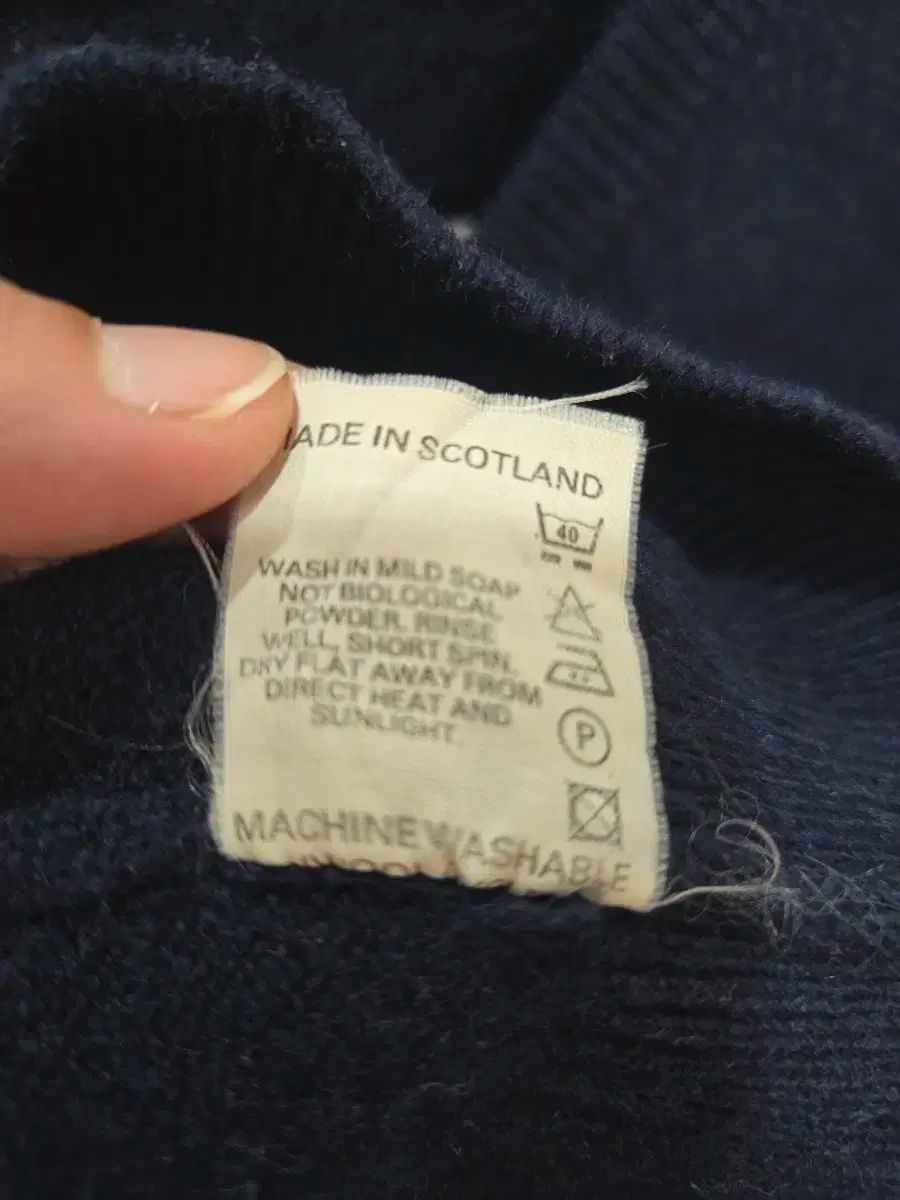 MADE IN SCOTLAND
40
WASH IN MILD SOAP
NOT BIOLOGICAL
POWDER. RINSE
WELL, SHORT SPIN.
DRY FLAT AWAY FROM
DIRECT HEAT AND
SUNLIGHT.
P
MACHINE WASHABLE